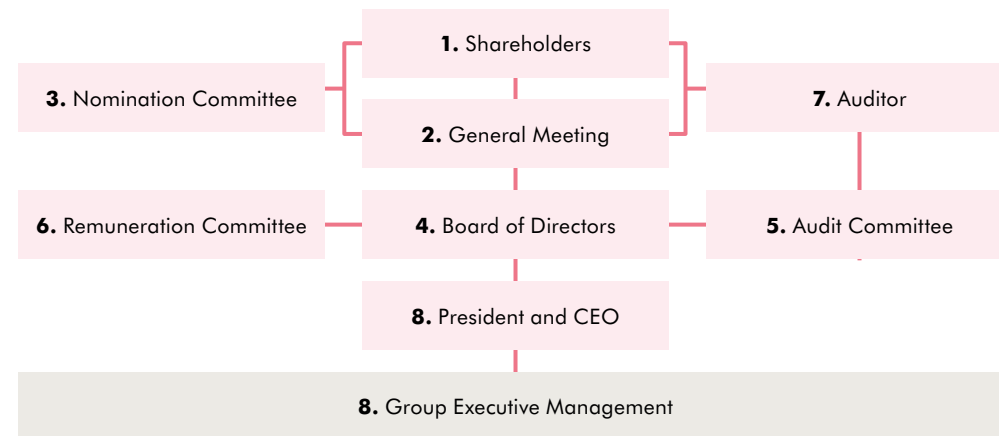 1. Shareholders
3. Nomination Committee
7. Auditor
2. General Meeting
6. Remuneration Committee
4. Board of Directors
5. Audit Committee
8. President and CEO
8. Group Executive Management